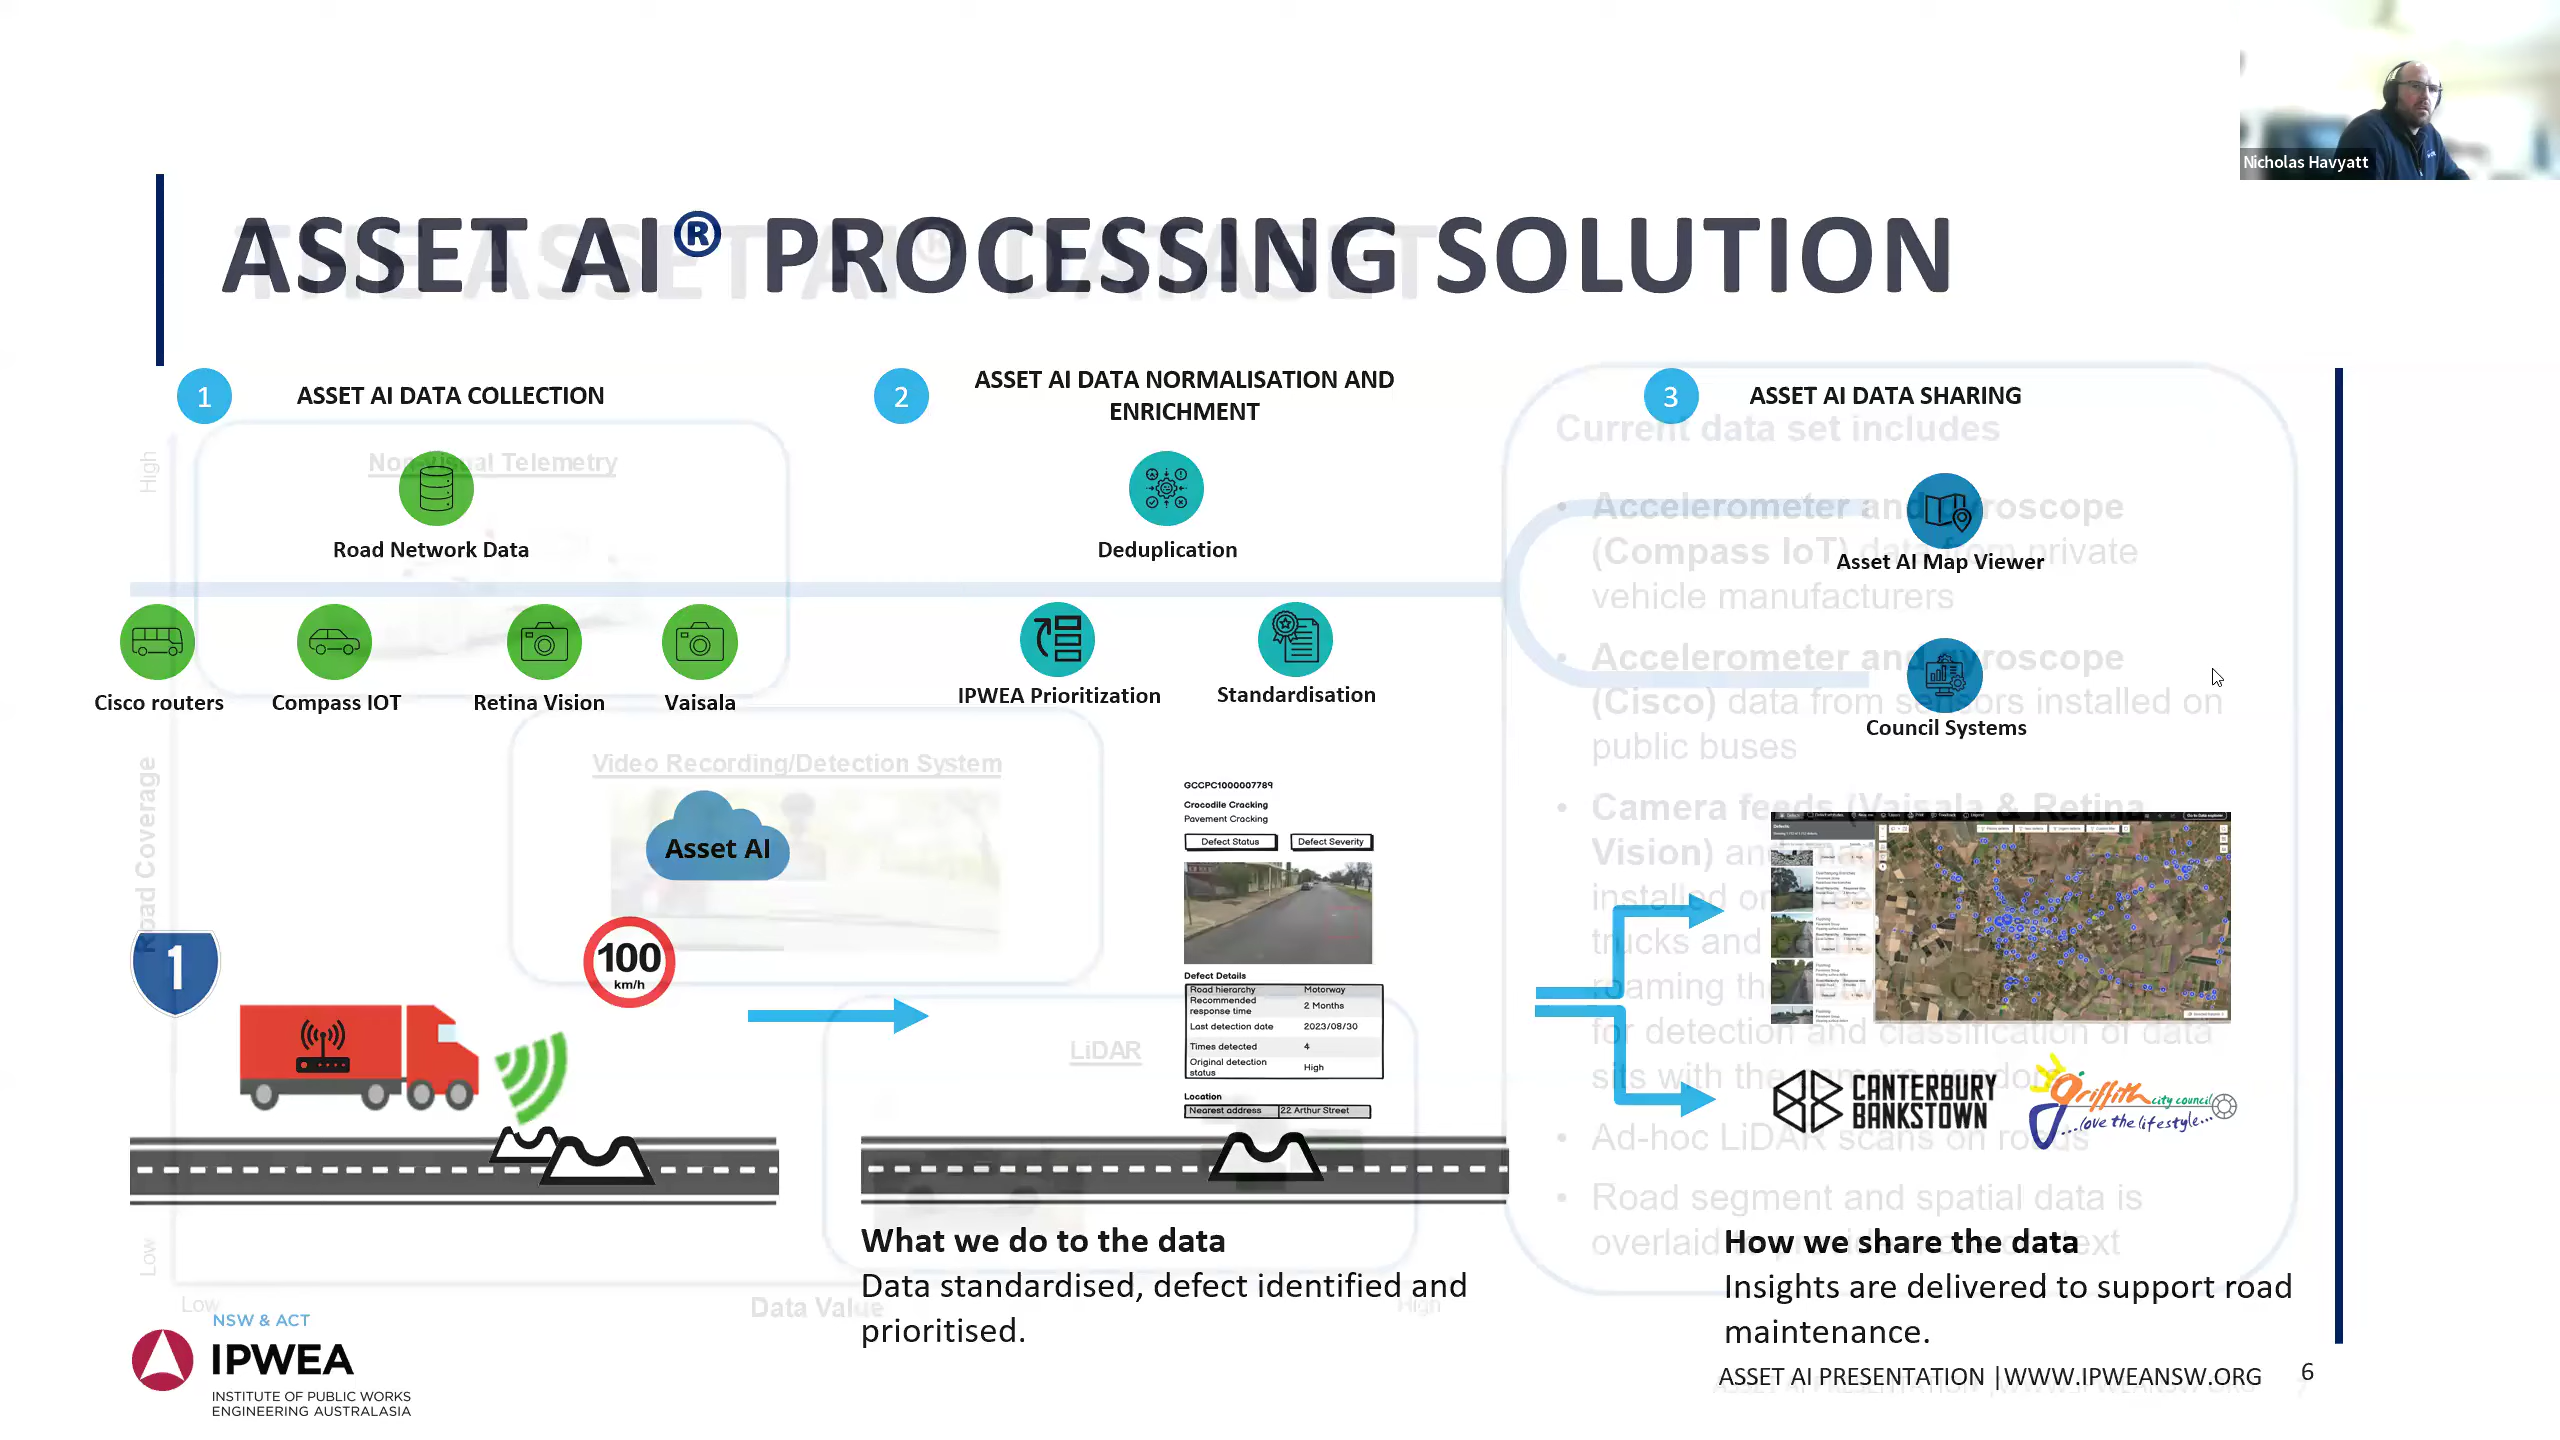 Nicholas Havyatt
ASSET AI® PROCESSING SOLUTION
THE ASSET AI® DATASET
1
ASSET AI DATA COLLECTION
Road Network Data
Cisco routers
Compass IOT
Retina Vision
Vaisala
Asset AI
1
100
km/h
2
ASSET AI DATA NORMALISATION AND
ENRICHMENT
Deduplication
IPWEA Prioritization
Standardisation
GCCPC1000007789
Crocodile Cracking
Pavement Cracking
Defect Status
Defect Severity
Defect Details
Road hierarchy Motorway
Recommended
response time 2 Months
Last detection date 2023/08/30
Times detected 4
Original detection
status High
Location
Nearest address 22 Arthur Street
What we do to the data
Data standardised, defect identified and
prioritised.
3
ASSET AI DATA SHARING
Asset AI Map Viewer
Council Systems
CANTERBURY
BANKSTOWN
griffith city council
...love the lifestyle...
How we share the data
Insights are delivered to support road
maintenance.
High
Road Coverage
Low
Low
Data Value
High
Non-visual Telemetry
Video Recording/Detection System
LiDAR
Current data set includes
• Accelerometer and gyroscope
(Compass IoT) data from private
vehicle manufacturers
• Accelerometer and gyroscope
(Cisco) data from sensors installed on
public buses
• Camera feeds (Vaisala & Retina
Vision)
installed on
trucks and
roaming the
for detection and classification of data
sits with the camera vendor
• Ad-hoc LiDAR scans on roads
• Road segment and spatial data is
overlaid
NSW & ACT
IPWEA
INSTITUTE OF PUBLIC WORKS
ENGINEERING AUSTRALASIA
ASSET AI PRESENTATION |WWW.IPWEANSW.ORG
6